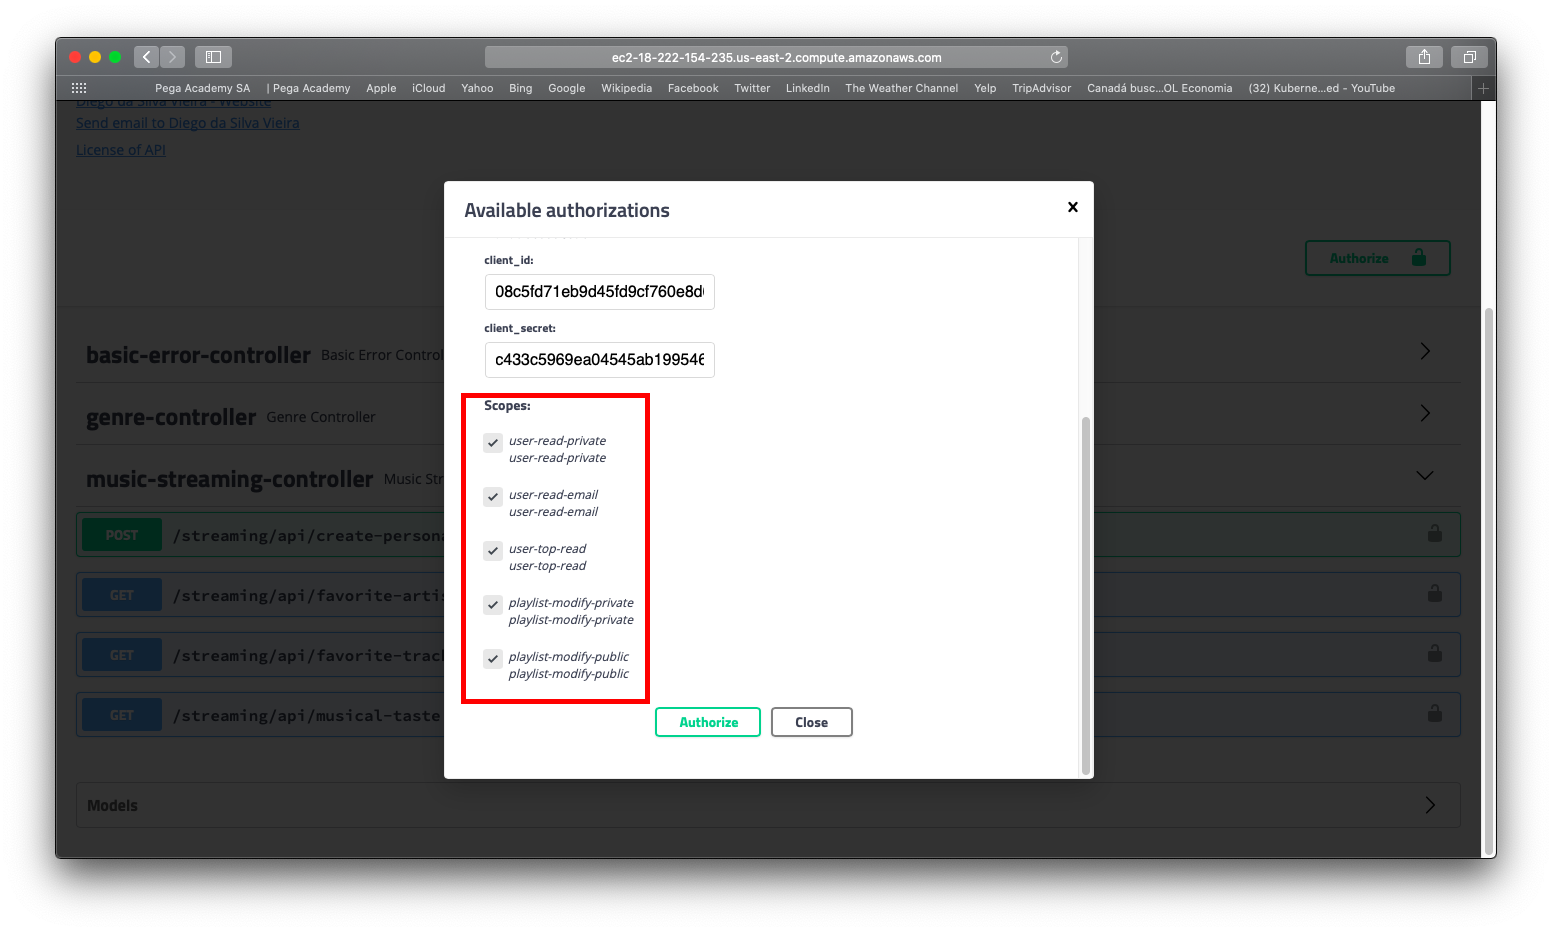 ec2-18-222-154-235.us-east-2.compute.amazonaws.com
Pega Academy SA | Pega Academy Apple iCloud Yahoo Bing Google Wikipedia Facebook Twitter LinkedIn The Weather Channel Yelp TripAdvisor Canadá busc...OL Economia (32) Kuberne...ed - YouTube
Diego da Silva Vieira - Website
Send email to Diego da Silva Vieira
License of API
Available authorizations
Authorize
client_id:
08c5fd71eb9d45fd9cf760e8d
client_secret:
c433c5969ea04545ab199546
basic-error-controller Basic Error Control
genre-controller Genre Controller
music-streaming-controller Music Str
Scopes:
user-read-private
user-read-private
user-read-email
user-read-email
user-top-read
user-top-read
playlist-modify-private
playlist-modify-private
playlist-modify-public
playlist-modify-public
POST /streaming/api/create-persona
GET /streaming/api/favorite-artis
GET /streaming/api/favorite-track
GET /streaming/api/musical-taste
Authorize Close
Models